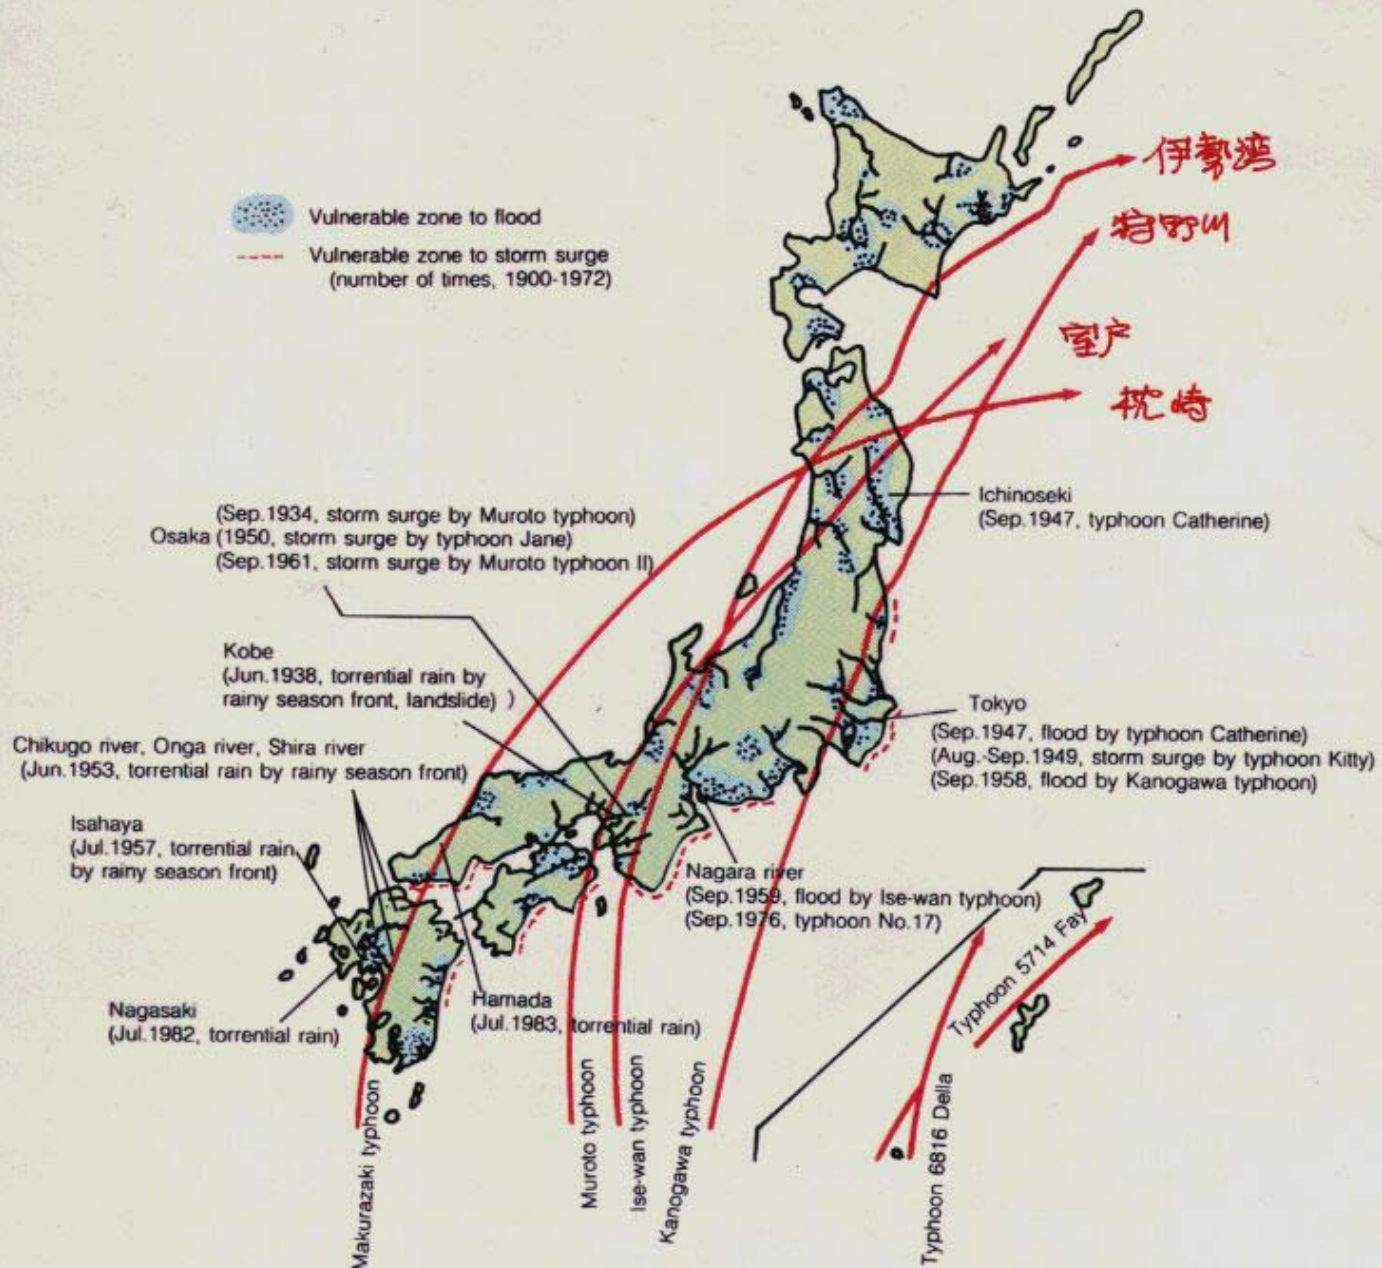 伊勢湾
狩野川
室戸
枕崎
Vulnerable zone to flood
Vulnerable zone to storm surge
(number of times, 1900-1972)
Ichinoseki
(Sep.1947, typhoon Catherine)
(Sep.1934, storm surge by Muroto typhoon)
Osaka (1950, storm surge by typhoon Jane)
(Sep.1961, storm surge by Muroto typhoon II)
Kobe
(Jun.1938, torrential rain by
rainy season front, landslide) )
Tokyo
(Sep.1947, flood by typhoon Catherine)
(Aug.-Sep.1949, storm surge by typhoon Kitty)
(Sep.1958, flood by Kanogawa typhoon)
Chikugo river, Onga river, Shira river
(Jun.1953, torrential rain by rainy season front)
Isahaya
(Jul.1957, torrential rain
by rainy season front)
Nagara river
(Sep.1959, flood by Ise-wan typhoon)
(Sep.1976, typhoon No.17)
Nagasaki
(Jul.1982, torrential rain)
Hamada
(Jul.1983, torrential rain)
Makurazaki typhoon
Muroto typhoon
Ise-wan typhoon
Kanogawa typhoon
Typhoon 6816 Della
Typhoon 5714 Fay